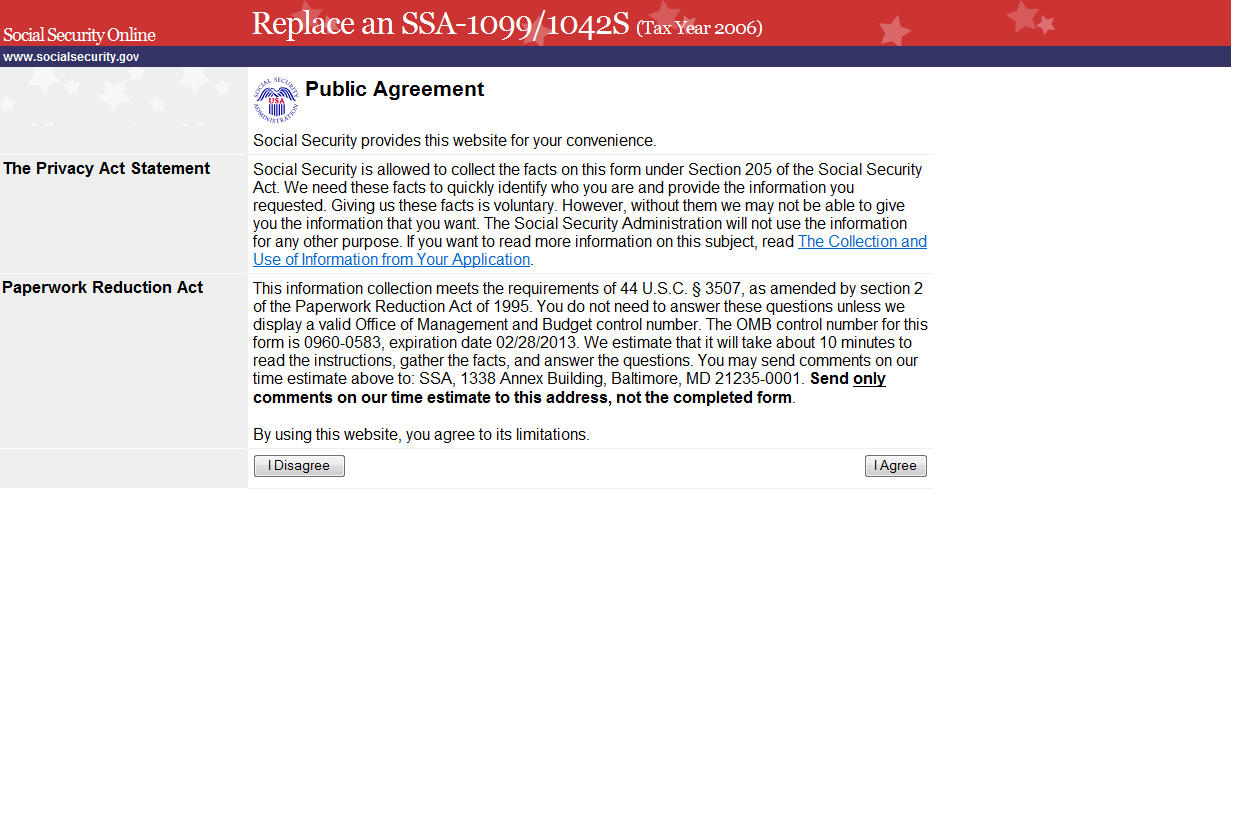 Social Security Online
Replace an SSA-1099/1042S (Tax Year 2006)
www.socialsecurity.gov
SOCIAL SECURITY ADMINISTRATION
USA
Public Agreement
Social Security provides this website for your convenience.
The Privacy Act Statement
Social Security is allowed to collect the facts on this form under Section 205 of the Social Security
Act. We need these facts to quickly identify who you are and provide the information you
requested. Giving us these facts is voluntary. However, without them we may not be able to give
you the information that you want. The Social Security Administration will not use the information
for any other purpose. If you want to read more information on this subject, read The Collection and
Use of Information from Your Application.
Paperwork Reduction Act
This information collection meets the requirements of 44 U.S.C. § 3507, as amended by section 2
of the Paperwork Reduction Act of 1995. You do not need to answer these questions unless we
display a valid Office of Management and Budget control number. The OMB control number for this
form is 0960-0583, expiration date 02/28/2013. We estimate that it will take about 10 minutes to
read the instructions, gather the facts, and answer the questions. You may send comments on our
time estimate above to: SSA, 1338 Annex Building, Baltimore, MD 21235-0001. Send only
comments on our time estimate to this address, not the completed form.
By using this website, you agree to its limitations.
I Disagree
I Agree